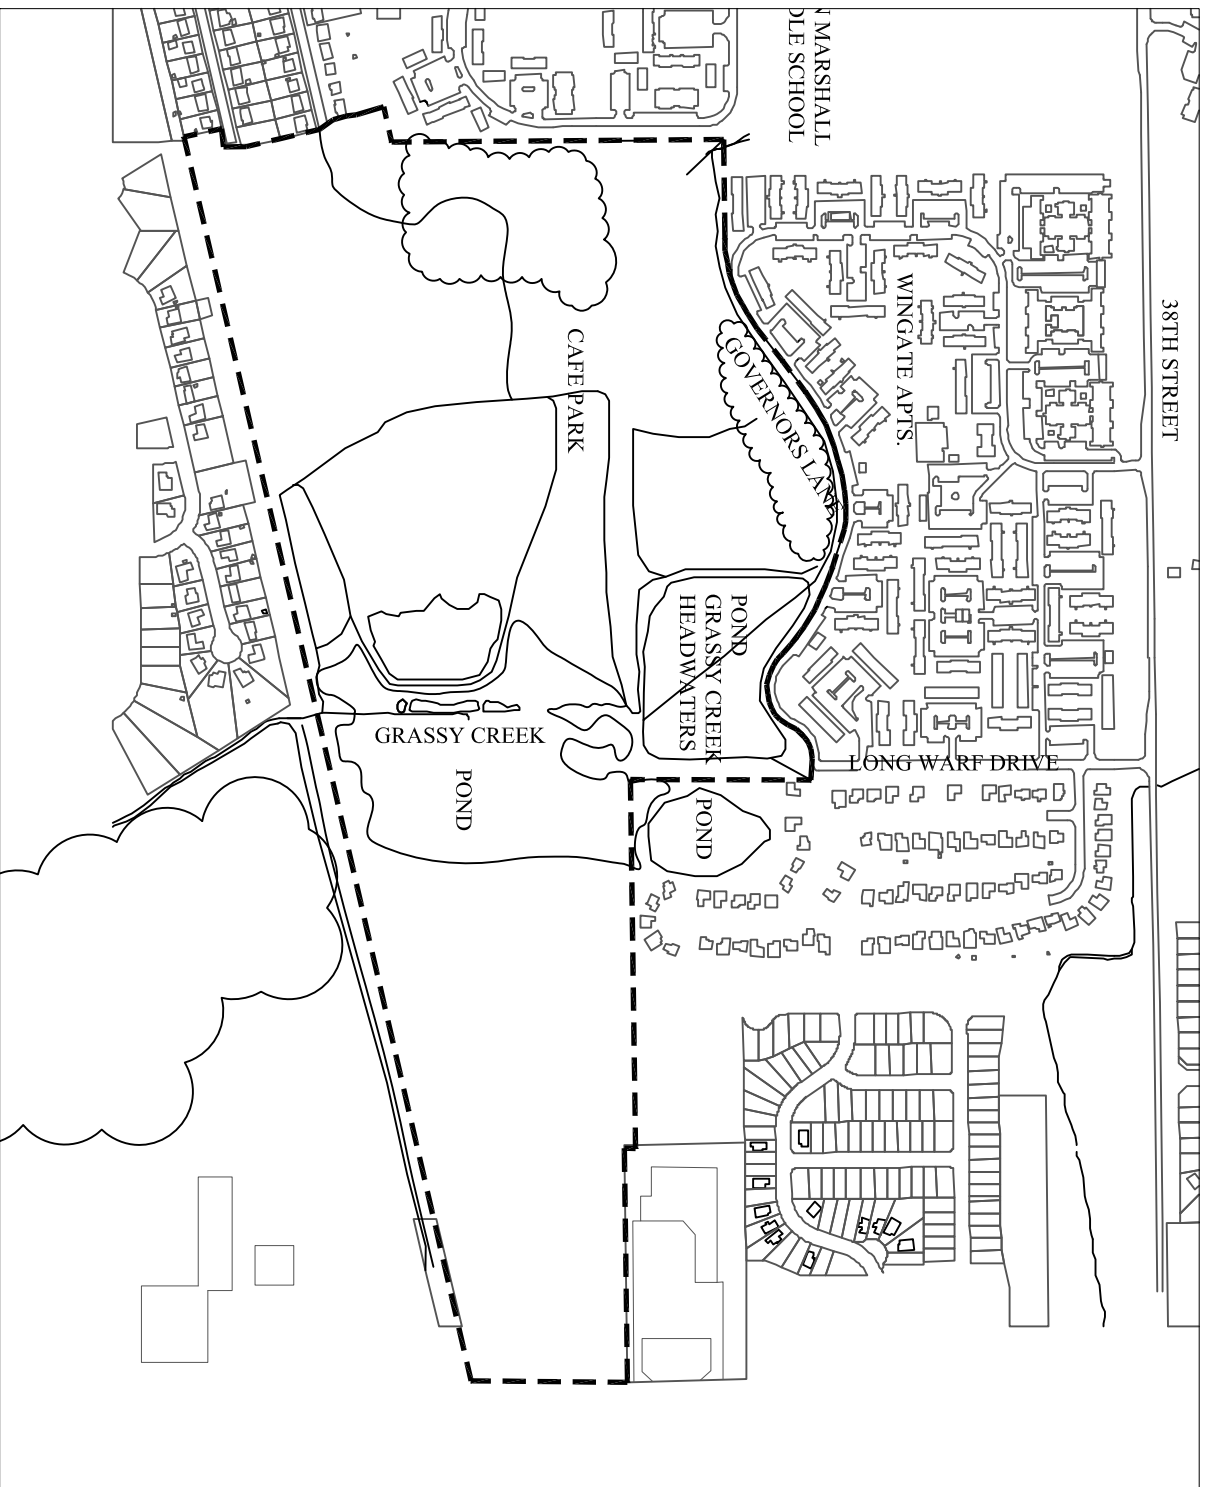 N MARSHALL
DLE SCHOOL
38TH STREET
WINGATE APTS.
CAFE PARK
GOVERNORS LANE
POND
GRASSY CREEK
HEADWATERS
GRASSY CREEK
LONG WARF DRIVE
POND
POND